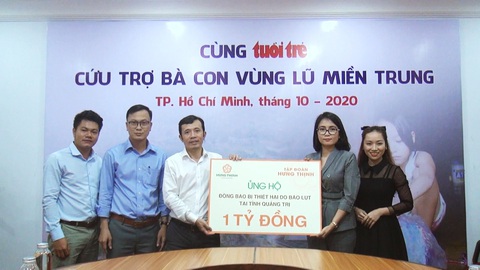 CÙNG tuổi trẻ
CỨU TRỢ BÀ CON VÙNG LŨ MIỀN TRUNG
TP. Hồ Chí Minh, tháng 10 - 2020
TẬP ĐOÀN
HƯNG THỊNH
ỦNG HỘ
ĐỒNG BÀO BỊ THIỆT HẠI DO BÃO LỤT
TẠI TỈNH QUẢNG TRỊ
1 TỶ ĐỒNG